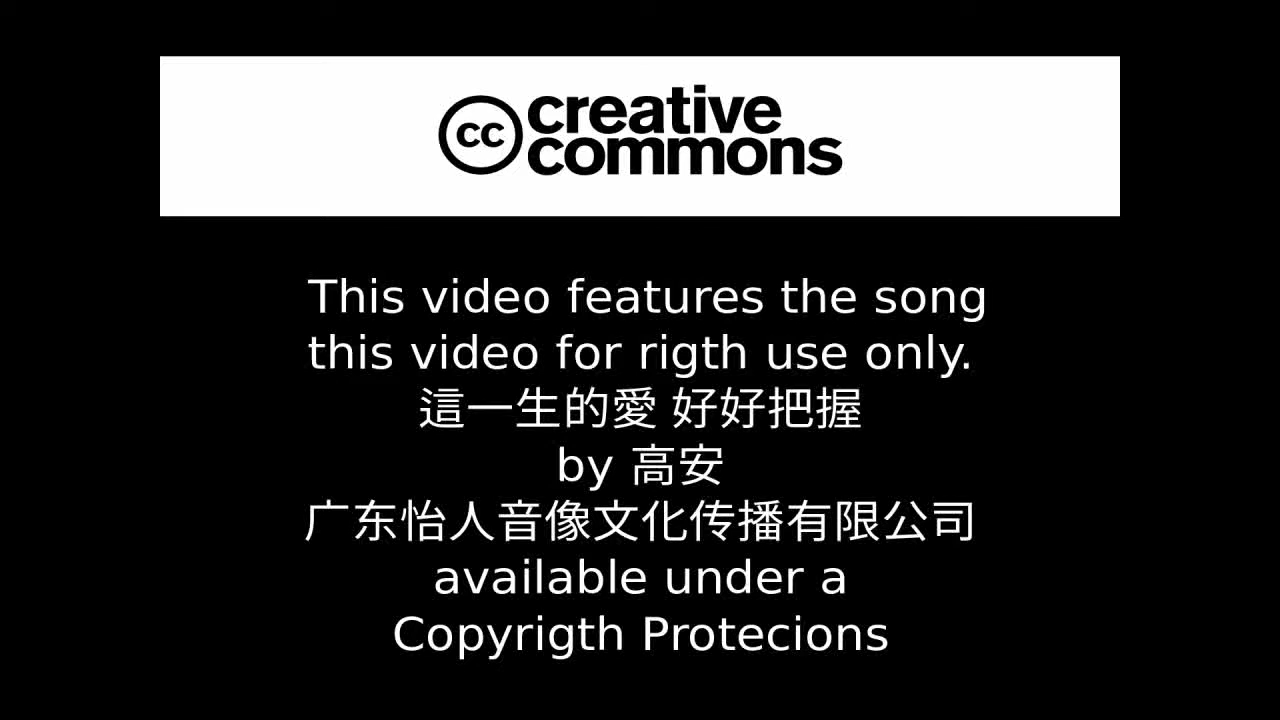 cc creative
commons
This video features the song
this video for rigth use only.
這一生的愛 好好把握
by 高安
广东怡人音像文化传播有限公司
available under a
Copyrigth Protecions